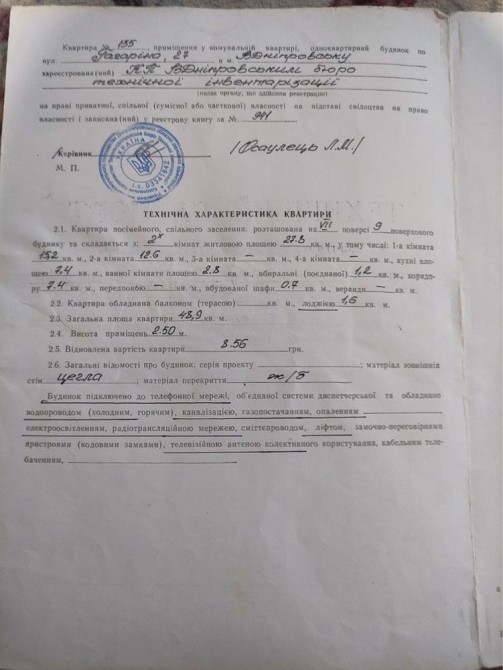 Квартира № 135, приміщення у комунальній квартирі, одноквартирний будинок по
вул. Гагаріна, 27 в м. В.Дніпровську
зареєстрована(ний) К.П. В.Дніпровським бюро
технічної інвентаризації
(назва органу, що здійснив реєстрацію)
на праві приватної, спільної (сумісної або часткової) власності на підставі свідоцтва на право
власності і записана(ний) у реєстрову книгу за № 941
Керівник /Осаулець Л.М./
М. П.
УКРАЇНА
і.к. 03341642
ТЕХНІЧНА ХАРАКТЕРИСТИКА КВАРТИРИ
2.1. Квартира посімейного, спільного заселення, розташована на VII поверсі 9 поверхового
будинку та складається з: 2х кімнат житловою площею 27.8 кв. м., у тому числі: 1-а кімната
15.2 кв. м., 2-а кімната 12.6 кв. м., 3-а кімната — кв. м., 4-а кімната — кв. м., кухні пло-
щею 7.4 кв. м., ванної кімнати площею 2.8 кв. м., вбиральні (поєднаної) 1,2 кв. м., коридо-
ру 7.4 кв. м., передпокою — кв. м., вбудованої шафи 0.7 кв. м., веранди — кв. м.
2.2. Квартира обладнана балконом (терасою) кв. м., лоджією 1,6 кв. м.
2.3. Загальна площа квартири 48,9 кв. м.
2.4. Висота приміщень 2.50 м.
2.5. Відновлена вартість квартири 8.56 грн.
2.6. Загальні відомості про будинок: серія проекту ; матеріал зовнішніх
стін цегла ; матеріал перекриття ж/б
Будинок підключено до телефонної мережі, об'єднаної системи диспетчерської та обладнано
водопроводом (холодним, горячим), каналізацією, газопостачанням, опаленням
електроосвітленням, радіотрансляційною мережею, сміттєпроводом, ліфтом, замочно-переговорними
пристроями (кодовими замками), телевізійною антеною колективного користування, кабельним теле-
баченням,